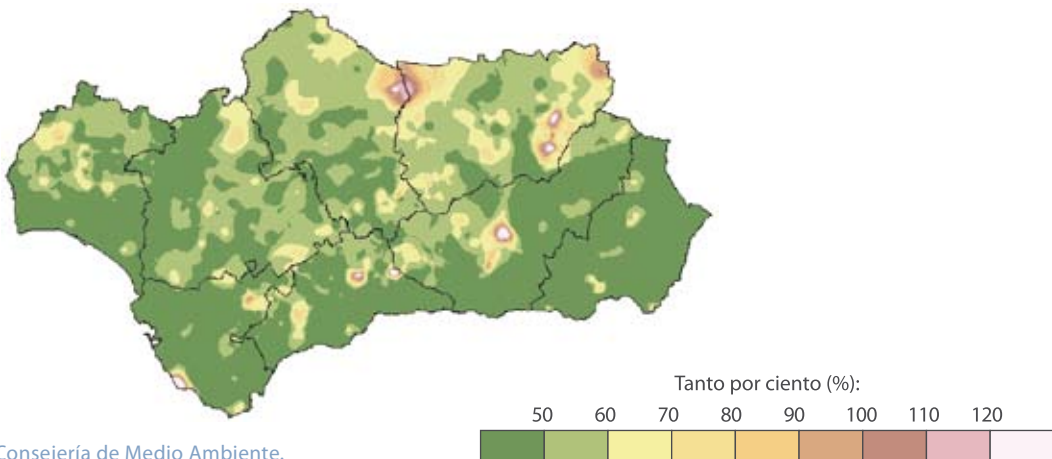 Tanto por ciento (%):
50 60 70 80 90 100 110 120
Consejería de Medio Ambiente.